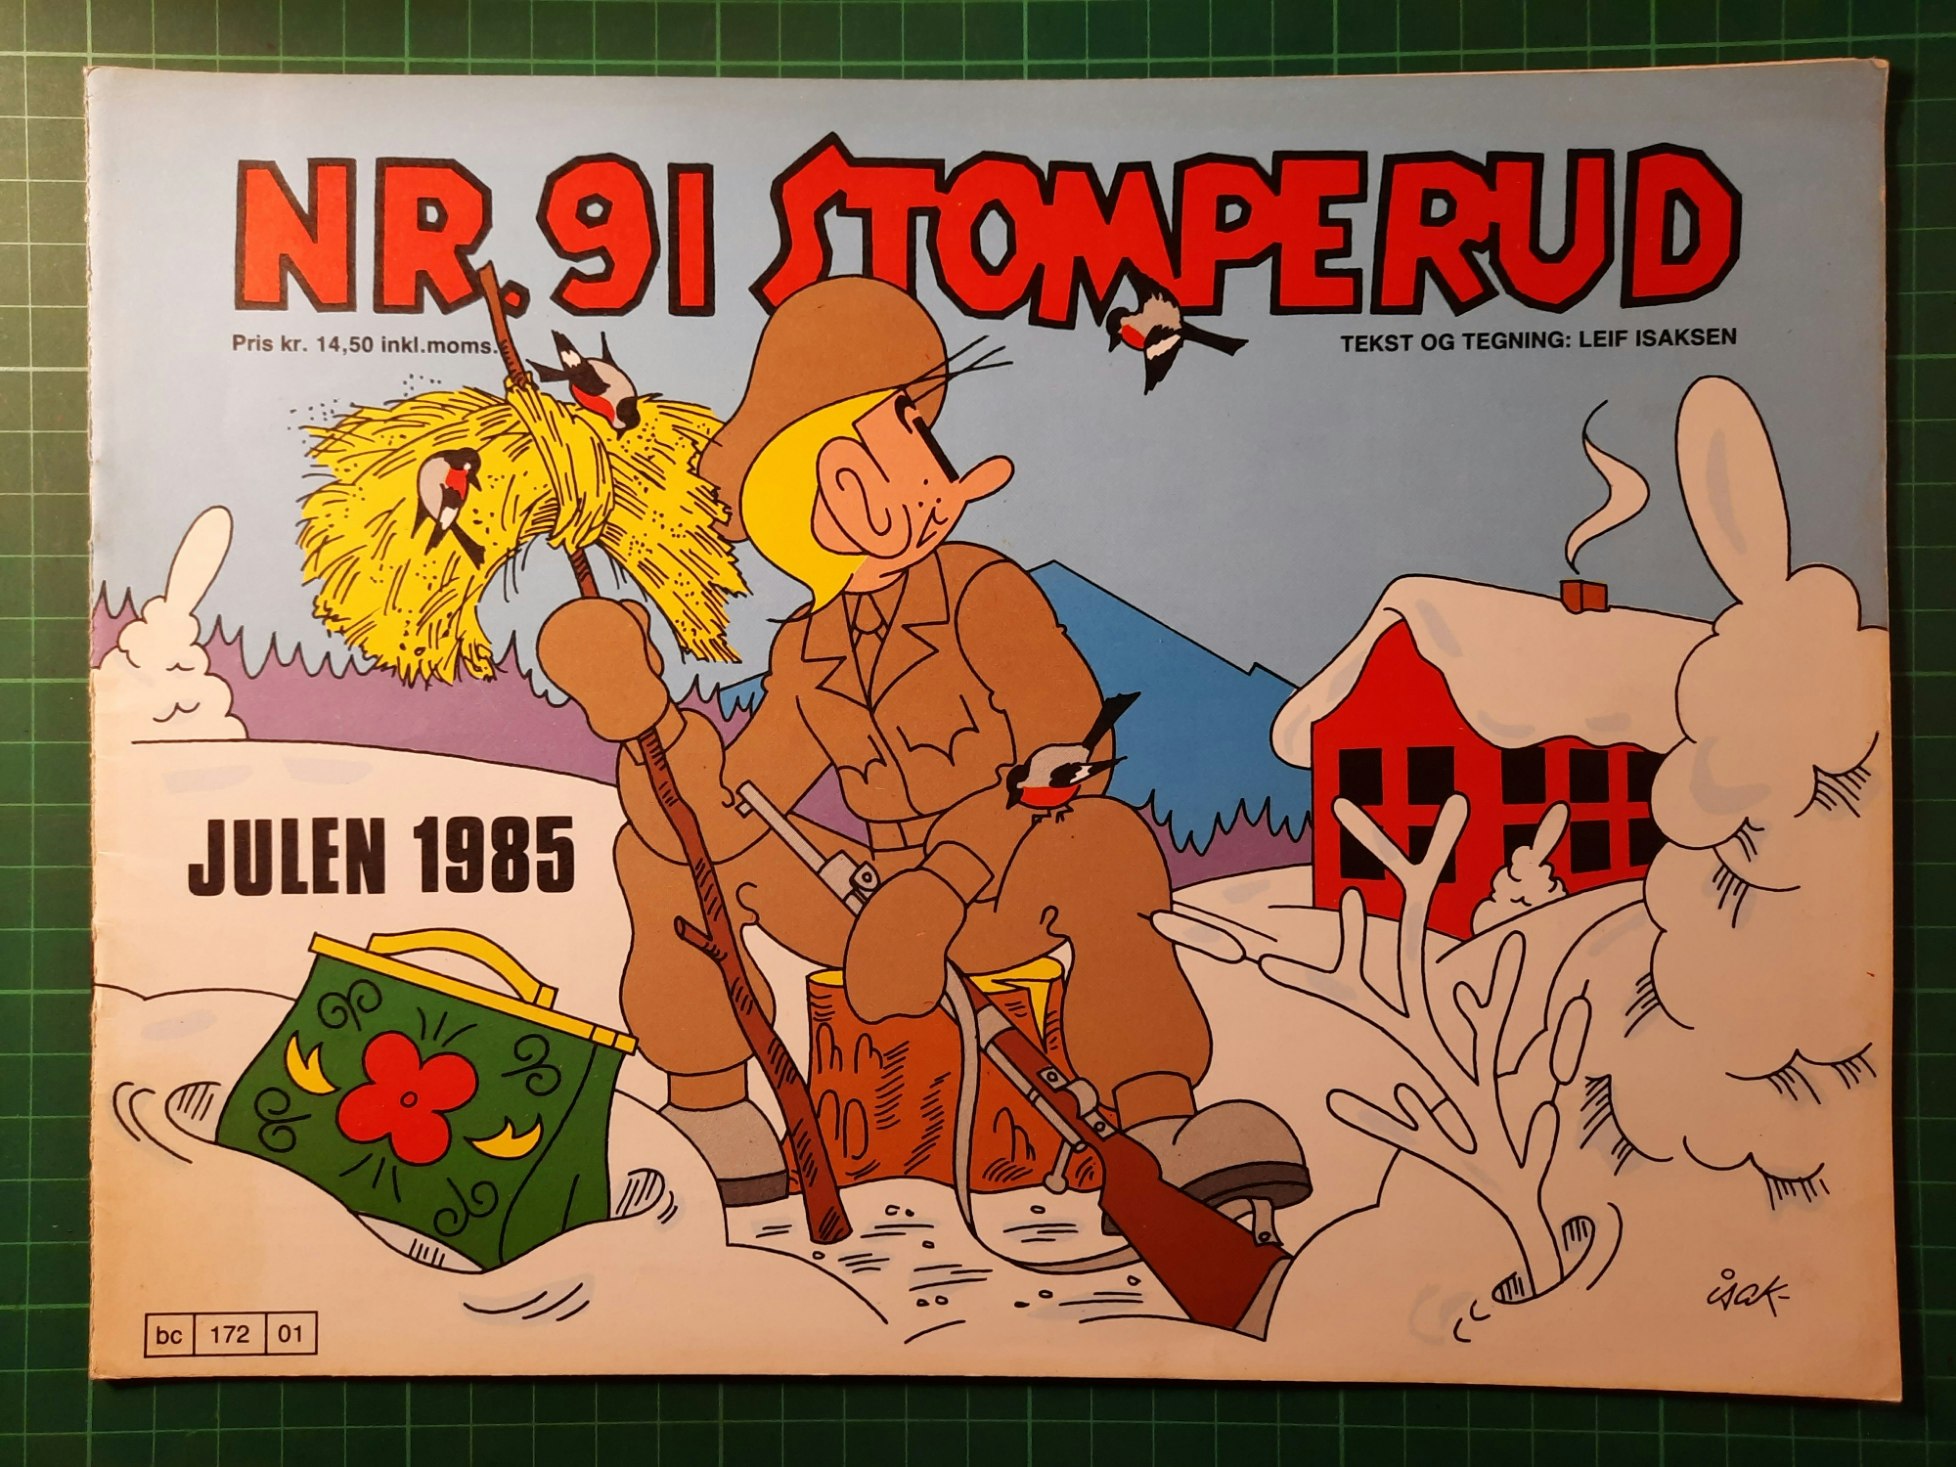 NR. 91 STOMPERUD
Pris kr. 14,50 inkl.moms.
TEKST OG TEGNING: LEIF ISAKSEN
JULEN 1985
bc 172 01
isak-